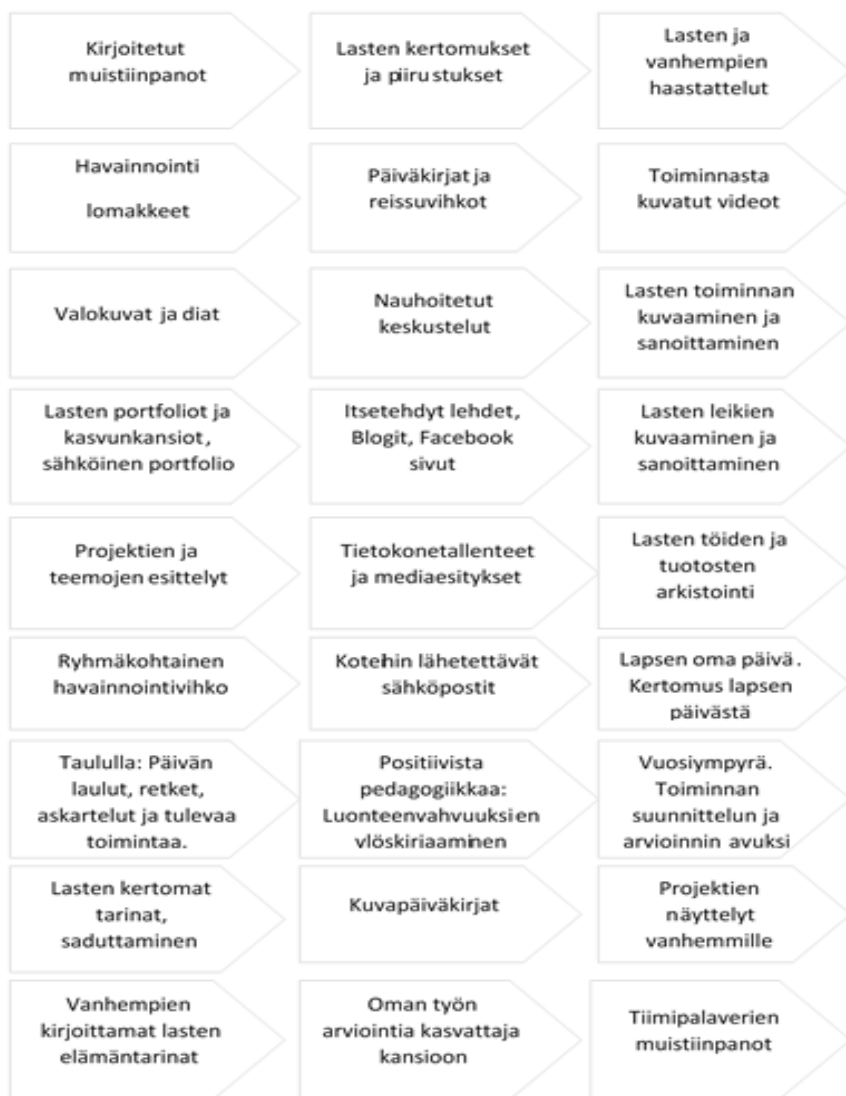 Kirjoitetut
muistiinpanot
Lasten kertomukset
ja piirustukset
Lasten ja
vanhempien
haastattelut
Havainnointi
lomakkeet
Päiväkirjat ja
reissuvihkot
Toiminnasta
kuvatut videot
Valokuvat ja diat
Nauhoitetut
keskustelut
Lasten toiminnan
kuvaaminen ja
sanoittaminen
Lasten portfoliot ja
kasvunkansiot,
sähköinen portfolio
Itsetehdyt lehdet,
Blogit, Facebook
sivut
Lasten leikien
kuvaaminen ja
sanoittaminen
Projektien ja
teemojen esittelyt
Tietokonetallenteet
ja mediaesitykset
Lasten töiden ja
tuotosten
arkistointi
Ryhmäkohtainen
havainnointivihko
Koteihin lähetettävät
sähköpostit
Lapsen oma päivä.
Kertomus lapsen
päivästä
Taululla: Päivän
laulut, retket,
askartelut ja tulevaa
toimintaa.
Positiivista
pedagogiikkaa:
Luonteenvahvuuksien
ylöskirjaaminen
Vuosiympyrä.
Toiminnan
suunnittelun ja
arvioinnin avuksi
Lasten kertomat
tarinat,
saduttaminen
Kuvapäiväkirjat
Projektien
näyttelyt
vanhemmille
Vanhempien
kirjoittamat lasten
elämäntarinat
Oman työn
arviointia kasvattaja
kansioon
Tiimipalaverien
muistiinpanot